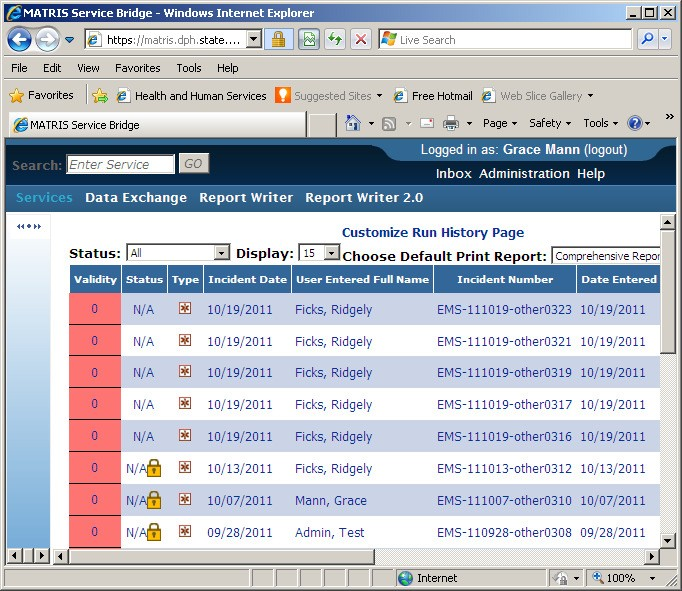 MATRIS Service Bridge - Windows Internet Explorer
https://matris.dph.state....
Live Search
File Edit View Favorites Tools Help
Favorites Health and Human Services Suggested Sites Free Hotmail Web Slice Gallery
MATRIS Service Bridge Page Safety Tools »
Logged in as: Grace Mann (logout)
Search: Enter Service GO
Inbox Administration Help
Services Data Exchange Report Writer Report Writer 2.0
Customize Run History Page
Status: All Display: 15 Choose Default Print Report: Comprehensive Repor
Validity Status Type Incident Date User Entered Full Name Incident Number Date Entered
0 N/A 10/19/2011 Ficks, Ridgely EMS-111019-other0323 10/19/2011
0 N/A 10/19/2011 Ficks, Ridgely EMS-111019-other0321 10/19/2011
0 N/A 10/19/2011 Ficks, Ridgely EMS-111019-other0319 10/19/2011
0 N/A 10/19/2011 Ficks, Ridgely EMS-111019-other0317 10/19/2011
0 N/A 10/19/2011 Ficks, Ridgely EMS-111019-other0316 10/19/2011
0 N/A 10/13/2011 Ficks, Ridgely EMS-111013-other0312 10/13/2011
0 N/A 10/07/2011 Mann, Grace EMS-111007-other0310 10/07/2011
0 N/A 09/28/2011 Admin, Test EMS-110928-other0308 09/28/2011
Internet 100%